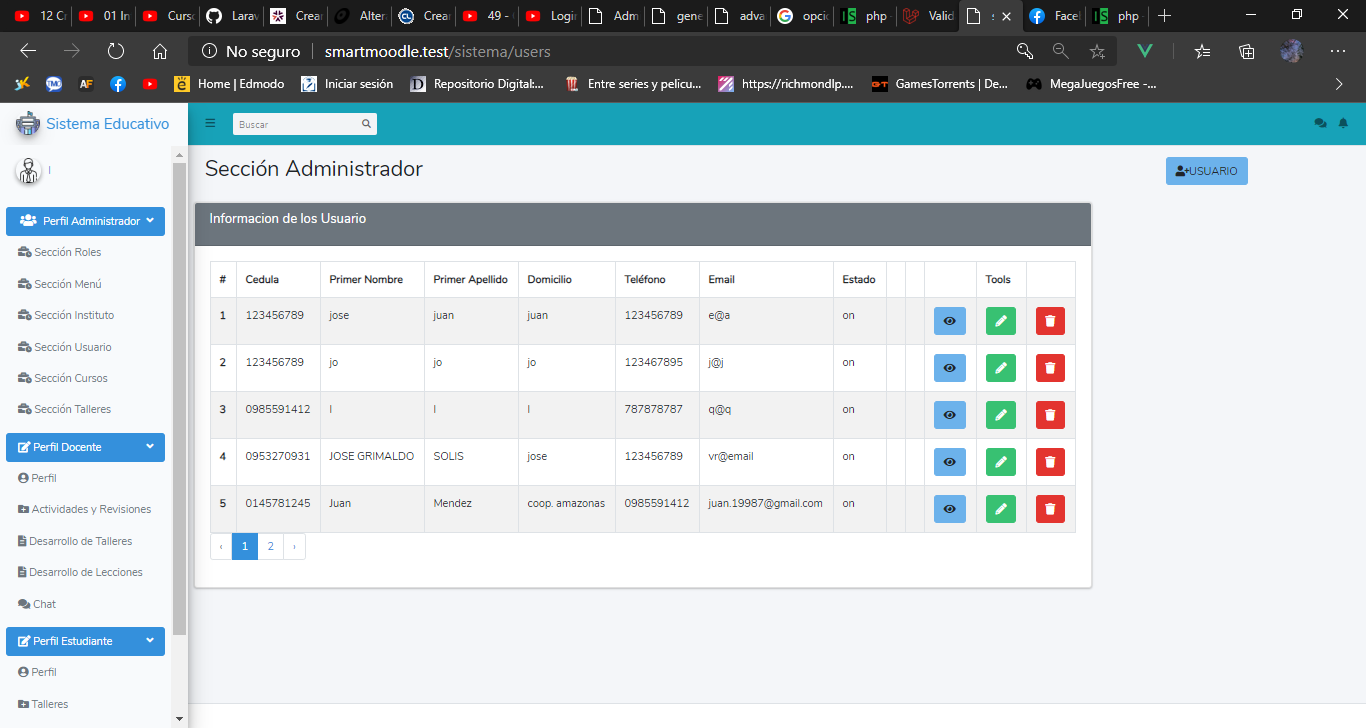 12 Cr
01 In
Curso
Larav
Crear
Alter
Crear
49 -
Login
Adm
gene
adva
opcio
php
Valid
s
Facel
php
No seguro | smartmoodle.test/sistema/users
Home | Edmodo
Iniciar sesión
Repositorio Digital:...
Entre series y pelicu...
https://richmondlp....
GamesTorrents | De...
MegaJuegosFree -...
Sistema Educativo
Buscar
l
Sección Administrador
USUARIO
Perfil Administrador
Sección Roles
Sección Menú
Sección Instituto
Sección Usuario
Sección Cursos
Sección Talleres
Perfil Docente
Perfil
Actividades y Revisiones
Desarrollo de Talleres
Desarrollo de Lecciones
Chat
Perfil Estudiante
Perfil
Talleres
Informacion de los Usuario
# Cedula Primer Nombre Primer Apellido Domicilio Teléfono Email Estado Tools
1 123456789 jose juan juan 123456789 e@a on
2 123456789 jo jo jo 123467895 j@j on
3 0985591412 l l l 787878787 q@q on
4 0953270931 JOSE GRIMALDO SOLIS jose 123456789 vr@email on
5 0145781245 Juan Mendez coop. amazonas 0985591412 juan.19987@gmail.com on
‹ 1 2 ›